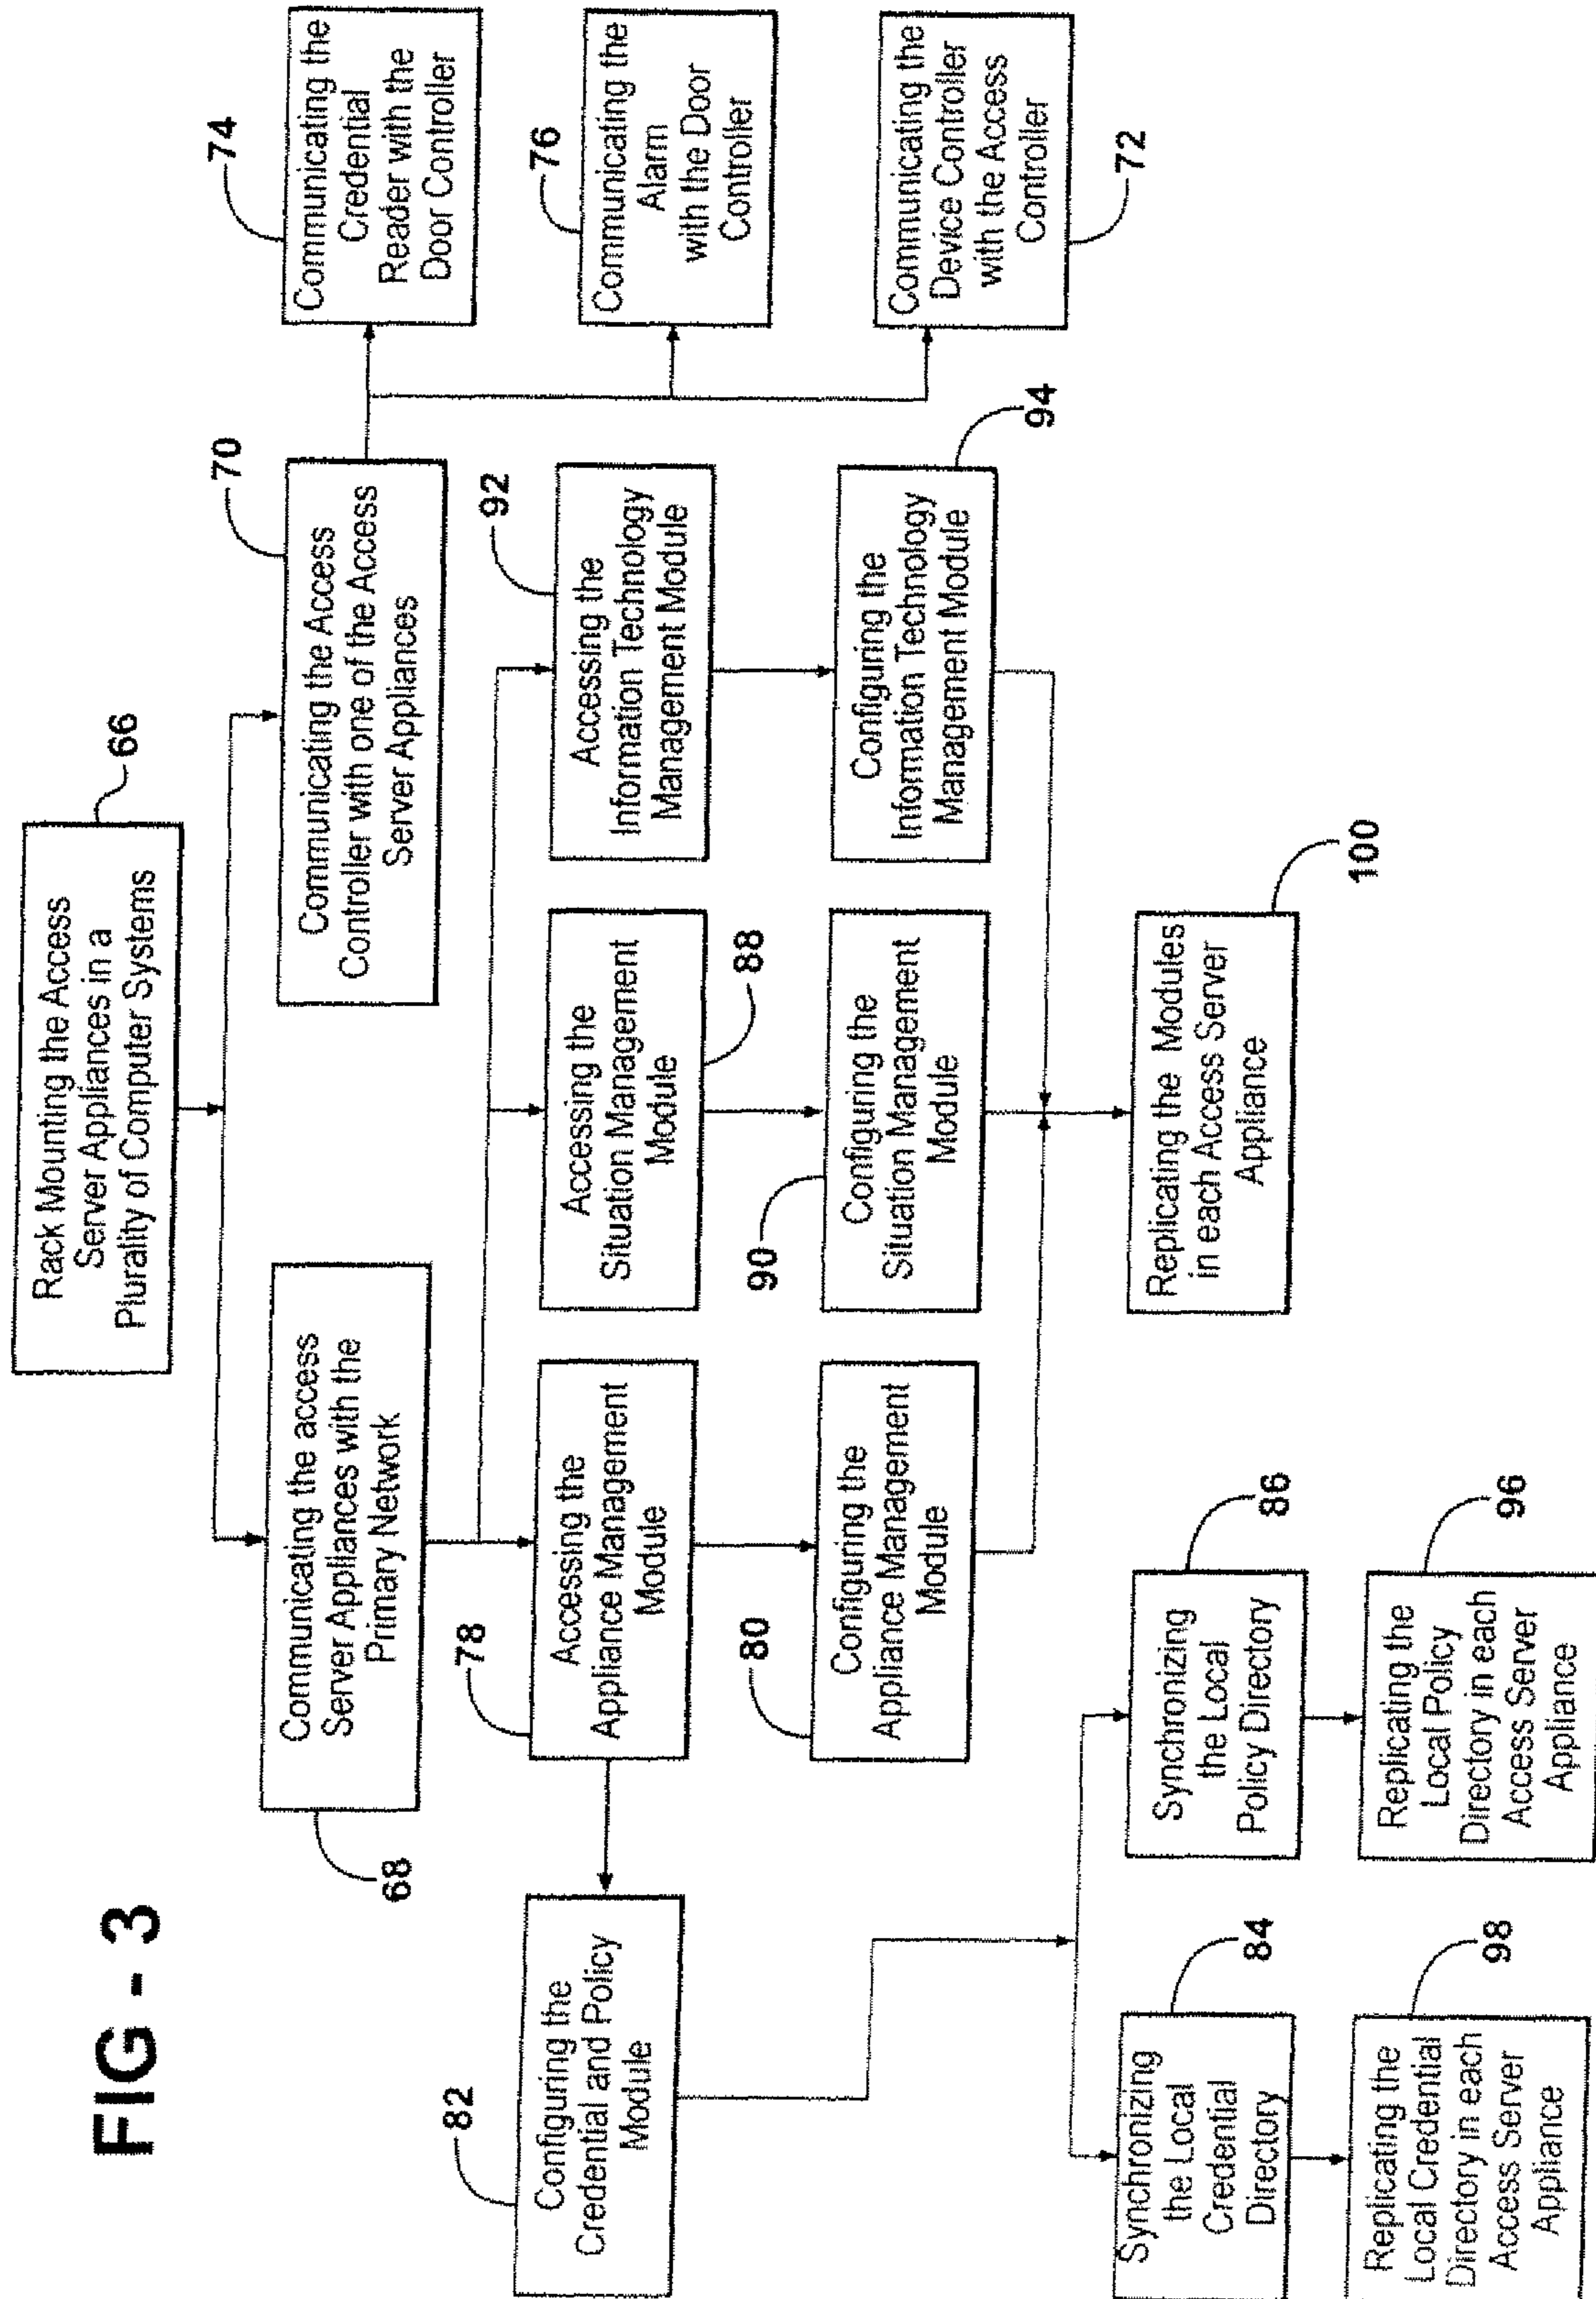 FIG - 3
Rack Mounting the Access
Server Appliances in a
Plurality of Computer Systems
66
Communicating the access
Server Appliances with the
Primary Network
68
Communicating the Access
Controller with one of the Access
Server Appliances
70
Communicating the
Credential
Reader with the
Door Controller
74
Communicating the
Alarm
with the Door
Controller
76
Communicating the
Device Controller
with the Access
Controller
72
Configuring the
Credential and Policy
Module
82
Accessing the
Appliance Management
Module
78
Accessing the
Situation Management
Module
88
Accessing the
Information Technology
Management Module
92
Configuring the
Appliance Management
Module
80
Configuring the
Situation Management
Module
90
Configuring the
Information Technology
Management Module
94
Synchronizing
the Local
Credential
Directory
84
Synchronizing
the Local
Policy Directory
86
Replicating the Modules
in each Access Server
Appliance
100
Replicating the
Local Credential
Directory in each
Access Server
Appliance
98
Replicating the
Local Policy
Directory in each
Access Server
Appliance
96